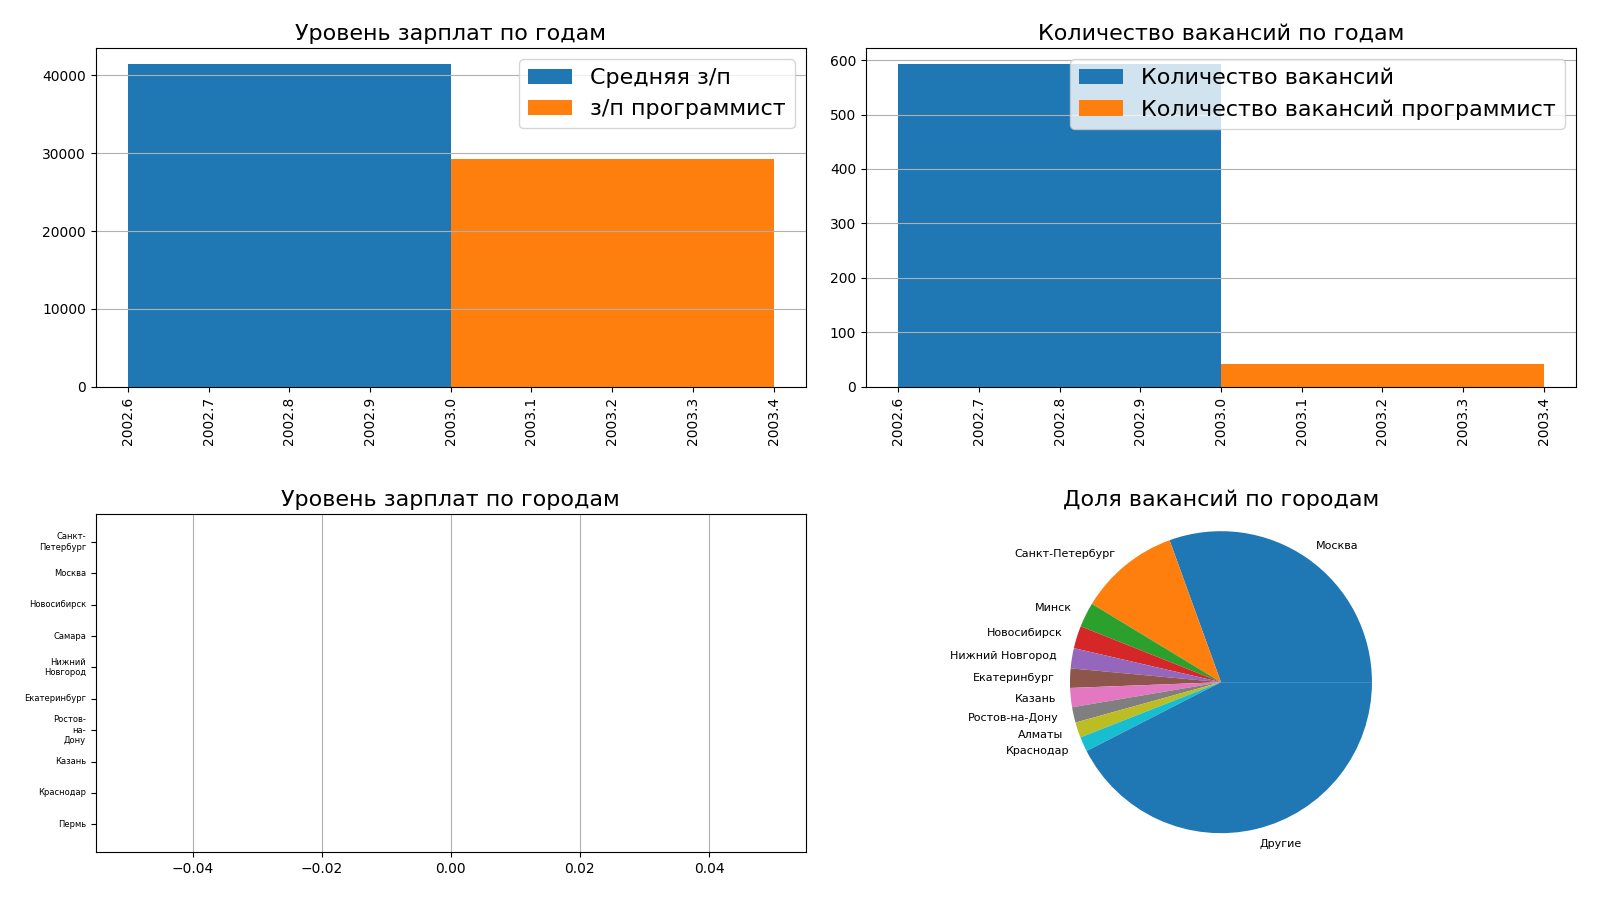 Уровень зарплат по годам
40000
30000
20000
10000
0
Средняя з/п
з/п программист
2002.6
2002.7
2002.8
2002.9
2003.0
2003.1
2003.2
2003.3
2003.4
Количество вакансий по годам
600
500
400
300
200
100
0
Количество вакансий
Количество вакансий программист
2002.6
2002.7
2002.8
2002.9
2003.0
2003.1
2003.2
2003.3
2003.4
Уровень зарплат по городам
Санкт-
Петербург
Москва
Новосибирск
Самара
Нижний
Новгород
Екатеринбург
Ростов-
на-
Дону
Казань
Краснодар
Пермь
−0.04
−0.02
0.00
0.02
0.04
Доля вакансий по городам
Москва
Санкт-Петербург
Минск
Новосибирск
Нижний Новгород
Екатеринбург
Казань
Ростов-на-Дону
Алматы
Краснодар
Другие